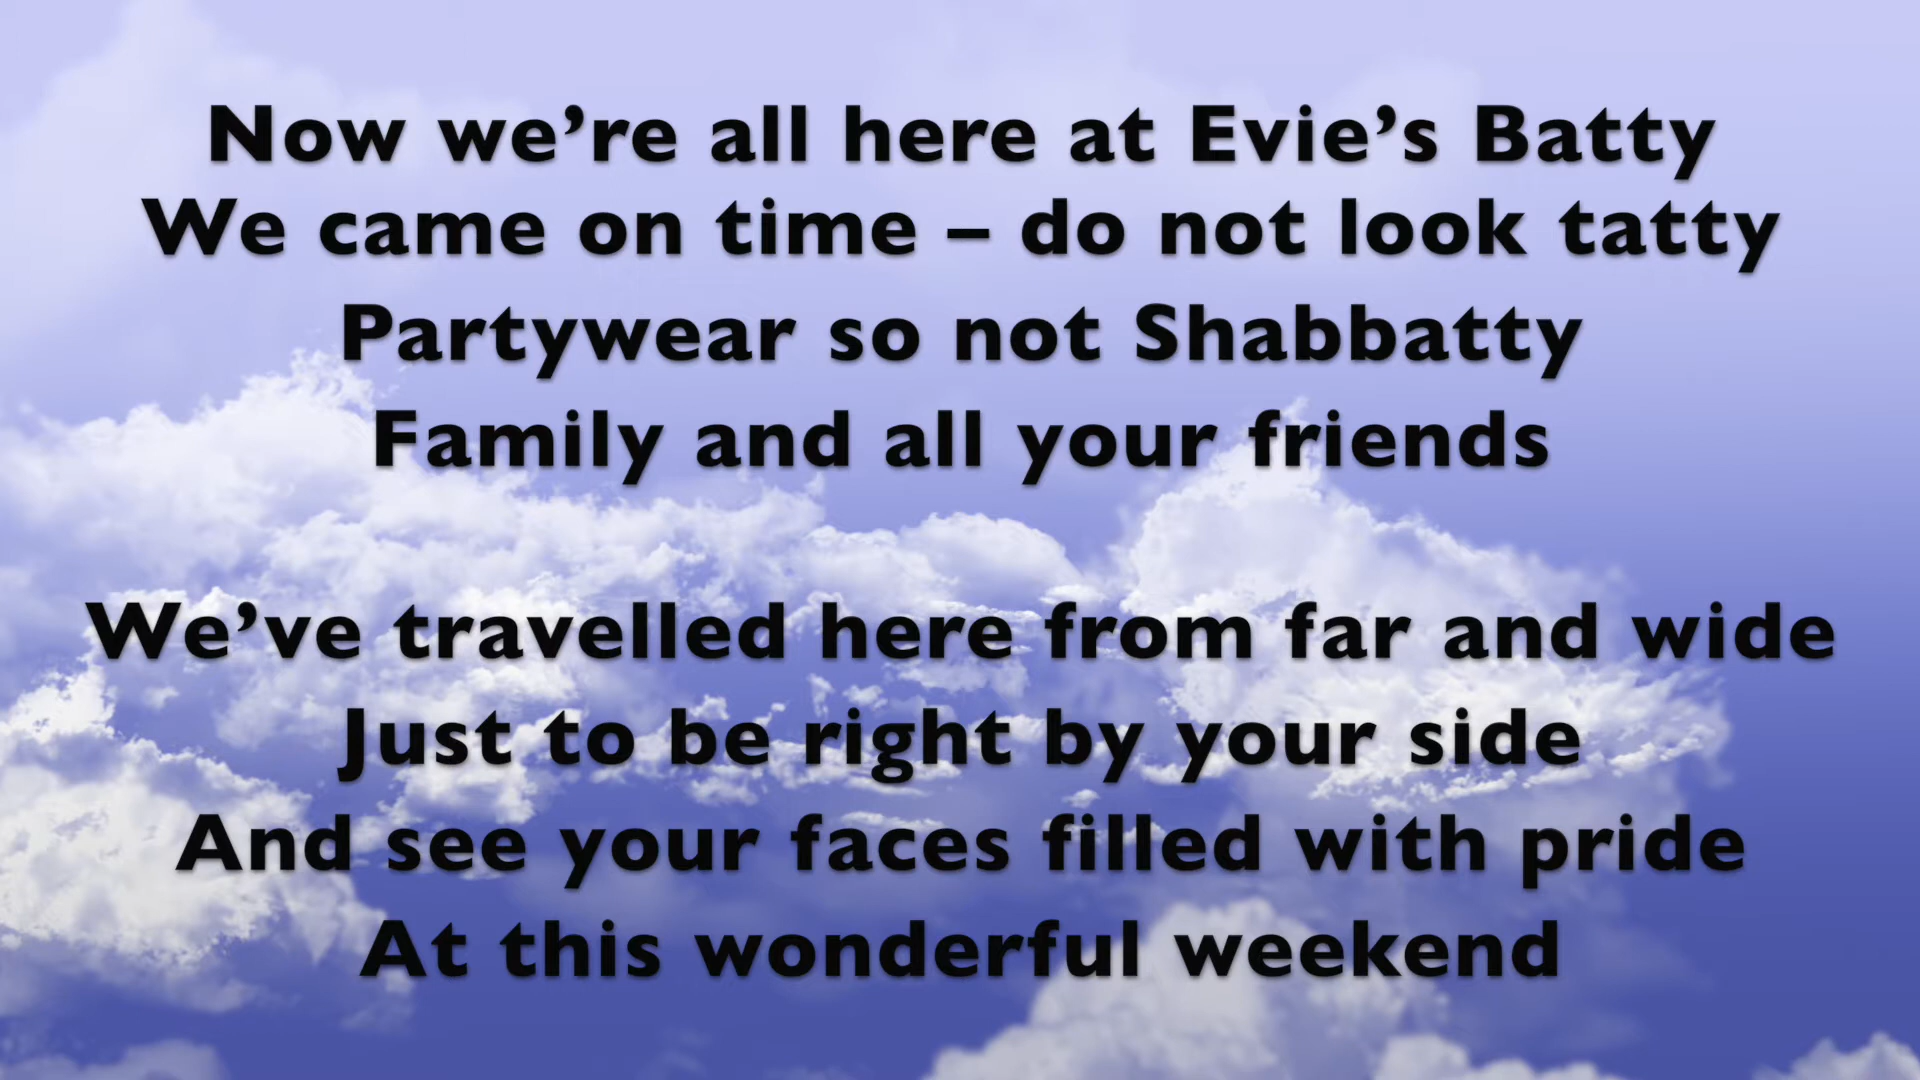 Now we’re all here at Evie’s Batty
We came on time – do not look tatty
Partywear so not Shabbatty
Family and all your friends
We’ve travelled here from far and wide
Just to be right by your side
And see your faces filled with pride
At this wonderful weekend